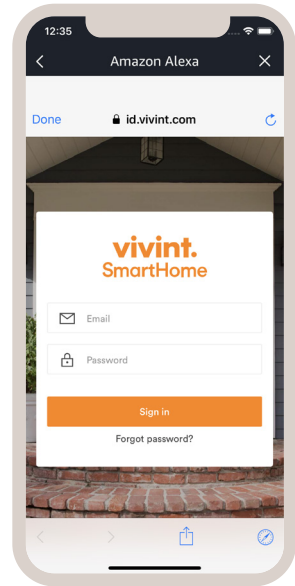 12:35
Amazon Alexa
Done
id.vivint.com
vivint.
SmartHome
Email
Password
Sign in
Forgot password?